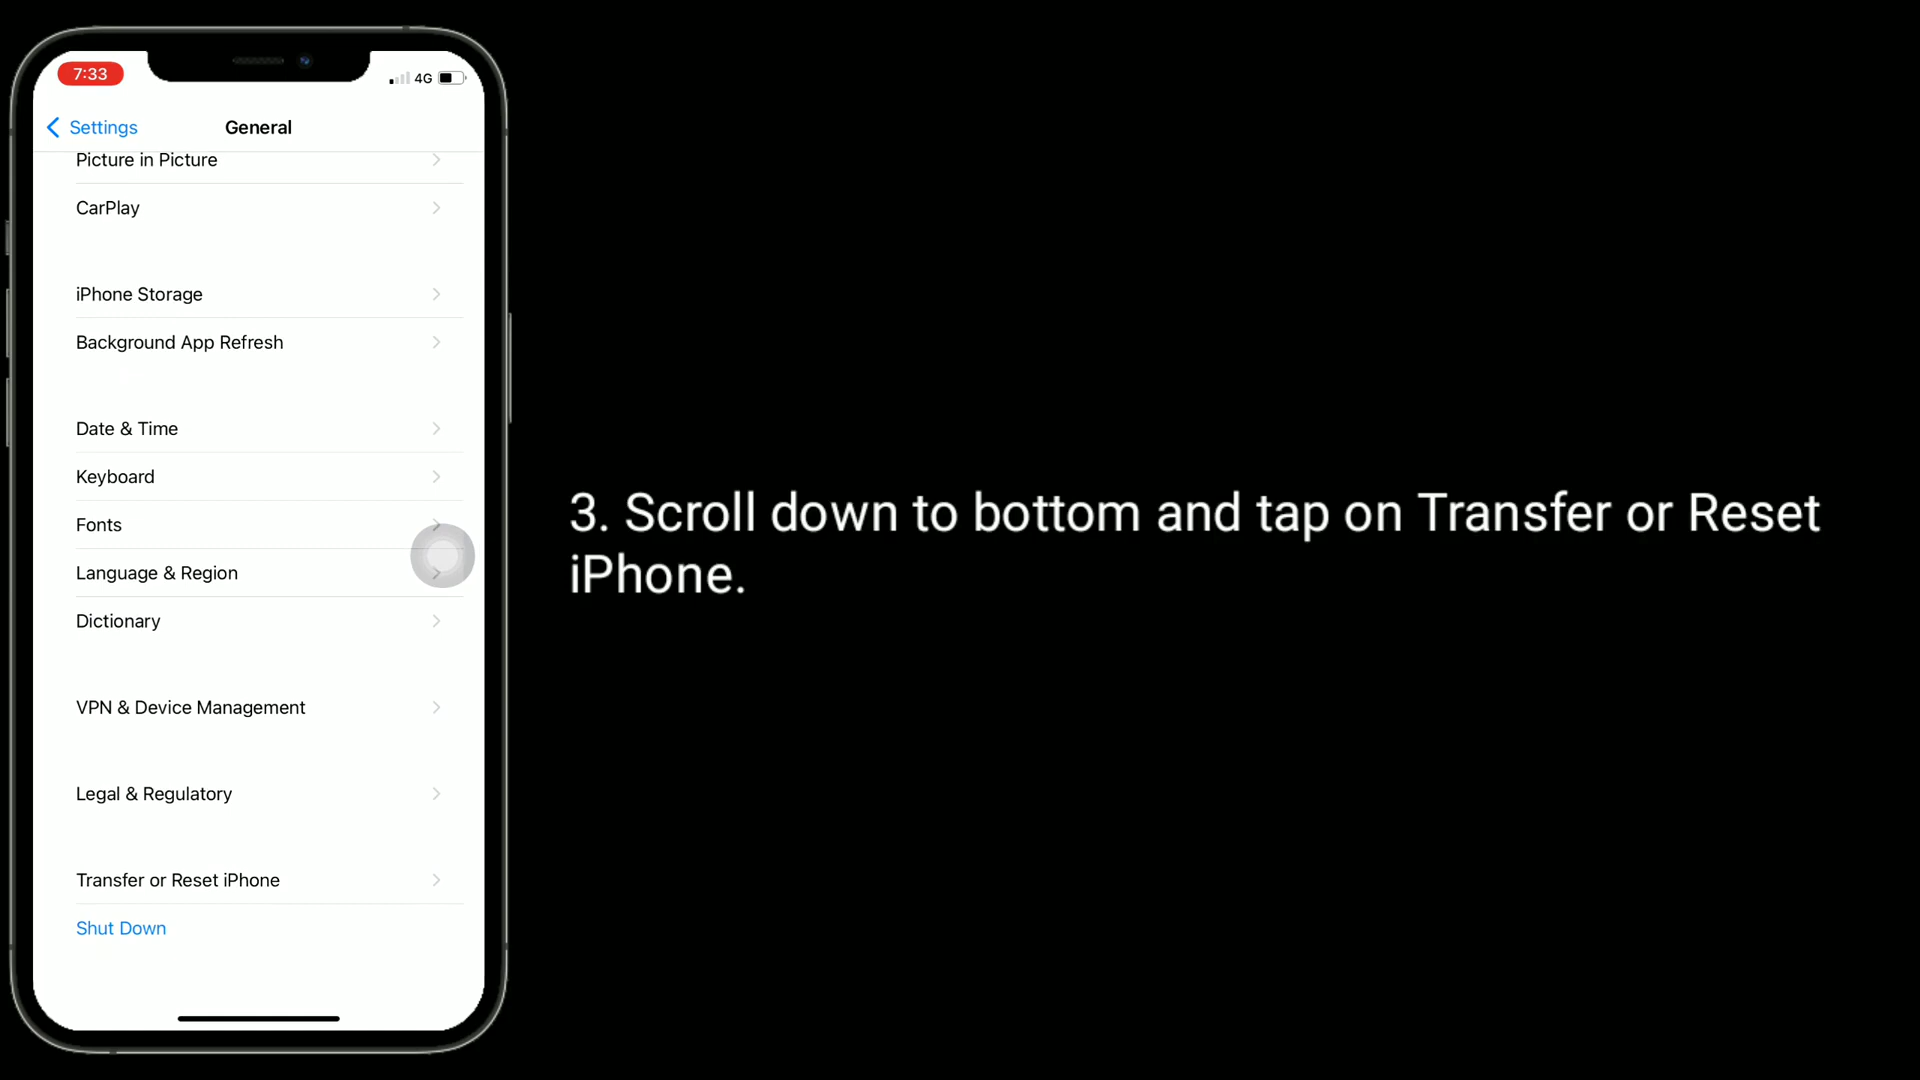 7:33
4G
Settings
General
Picture in Picture
CarPlay
iPhone Storage
Background App Refresh
Date & Time
Keyboard
Fonts
Language & Region
Dictionary
VPN & Device Management
Legal & Regulatory
Transfer or Reset iPhone
Shut Down
3. Scroll down to bottom and tap on Transfer or Reset
iPhone.